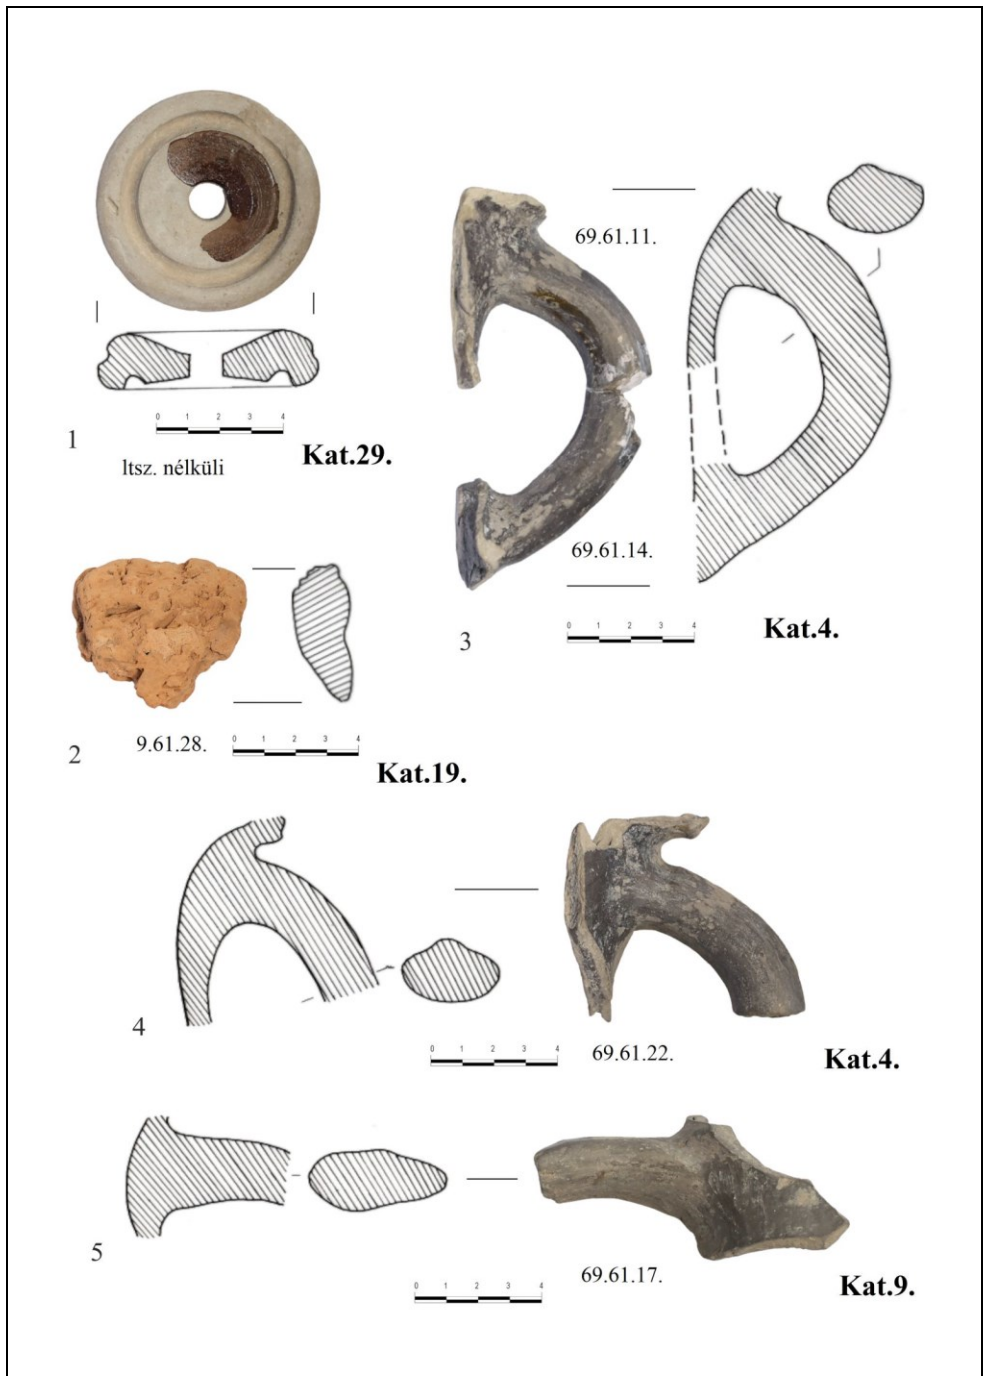 0 1 2 3 4
1
ltsz. nélküli
Kat.29.
69.61.11.
69.61.14.
0 1 2 3 4
3
Kat.4.
2
9.61.28.
0 1 2 3 4
Kat.19.
4
0 1 2 3 4
69.61.22.
Kat.4.
5
0 1 2 3 4
69.61.17.
Kat.9.